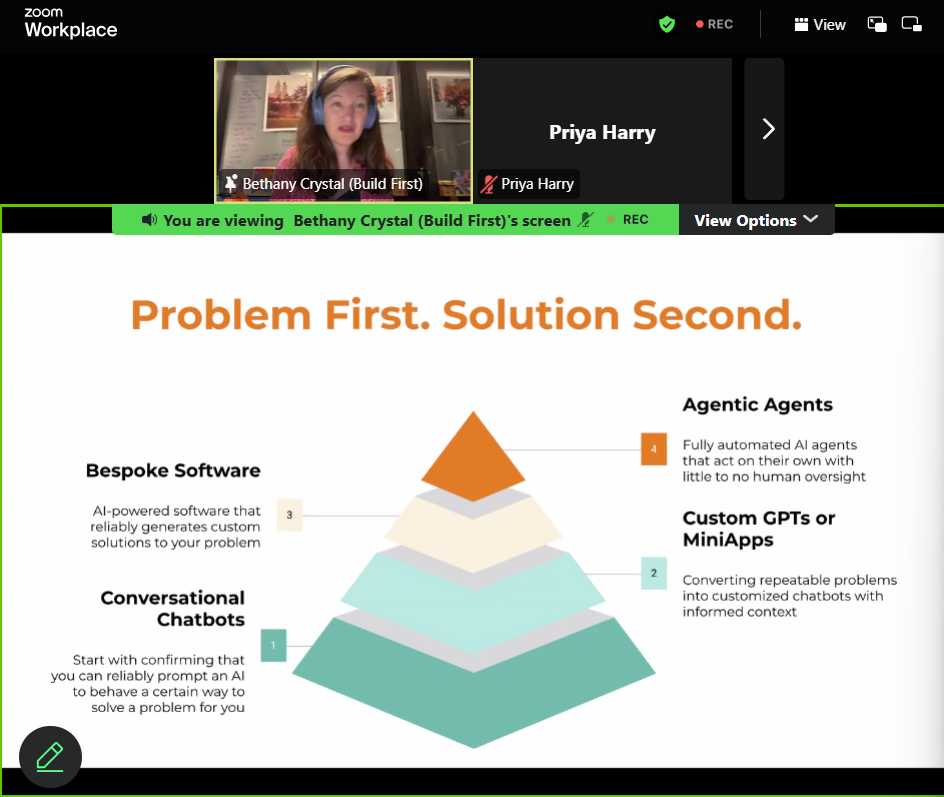 zoom
Workplace
REC
View
Bethany Crystal (Build First)
Priya Harry
Priya Harry
You are viewing Bethany Crystal (Build First)'s screen
REC
View Options
Problem First. Solution Second.
Agentic Agents
4
Fully automated AI agents
that act on their own with
little to no human oversight
Bespoke Software
3
AI-powered software that
reliably generates custom
solutions to your problem
Custom GPTs or
MiniApps
2
Converting repeatable problems
into customized chatbots with
informed context
Conversational
Chatbots
1
Start with confirming that
you can reliably prompt an AI
to behave a certain way to
solve a problem for you